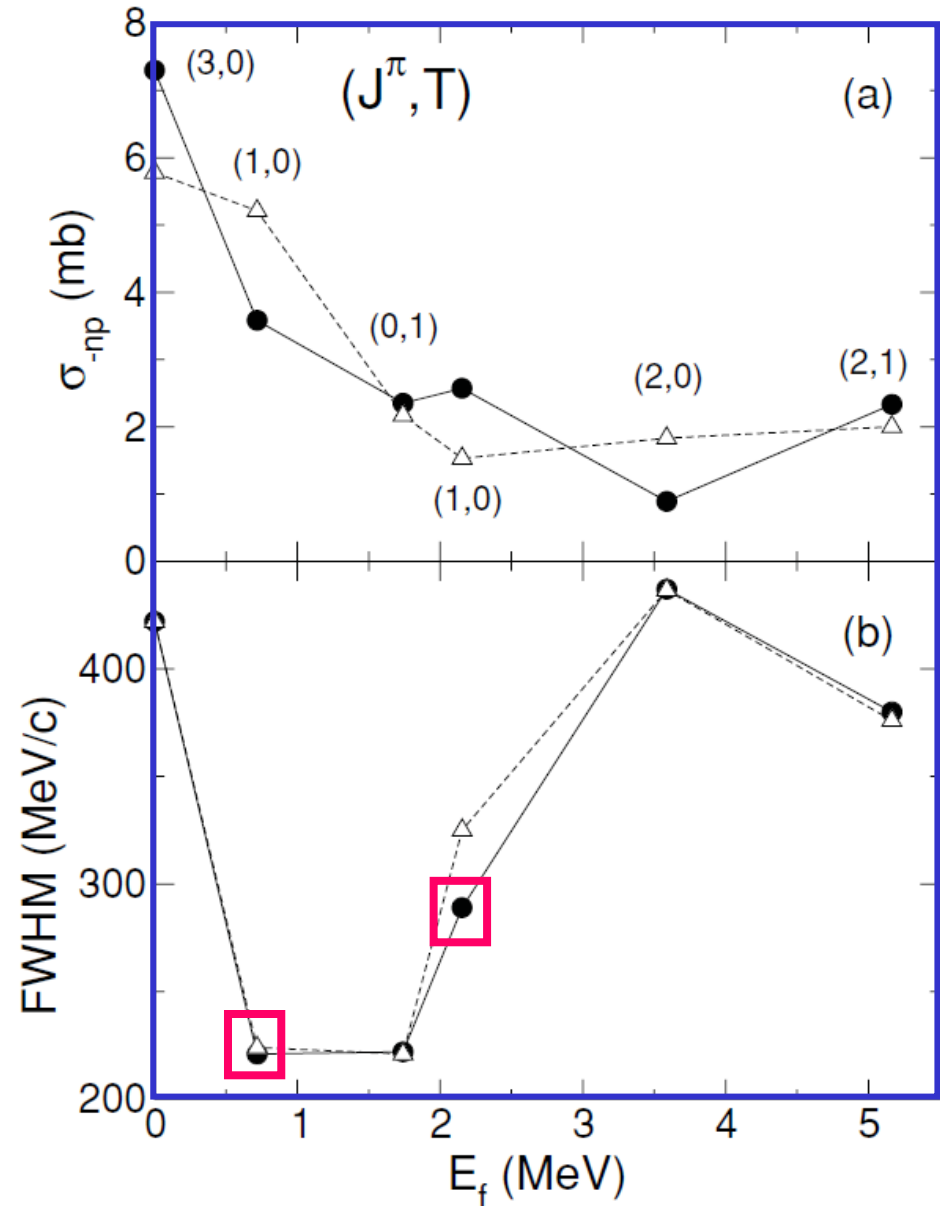 8
(3,0)
(J^π,T)
(a)
6
(1,0)
σ_-np (mb)
4
(0,1)
(2,0)
(2,1)
2
(1,0)
0
(b)
400
FWHM (MeV/c)
300
200
0 1 2 3 4 5
E_f (MeV)